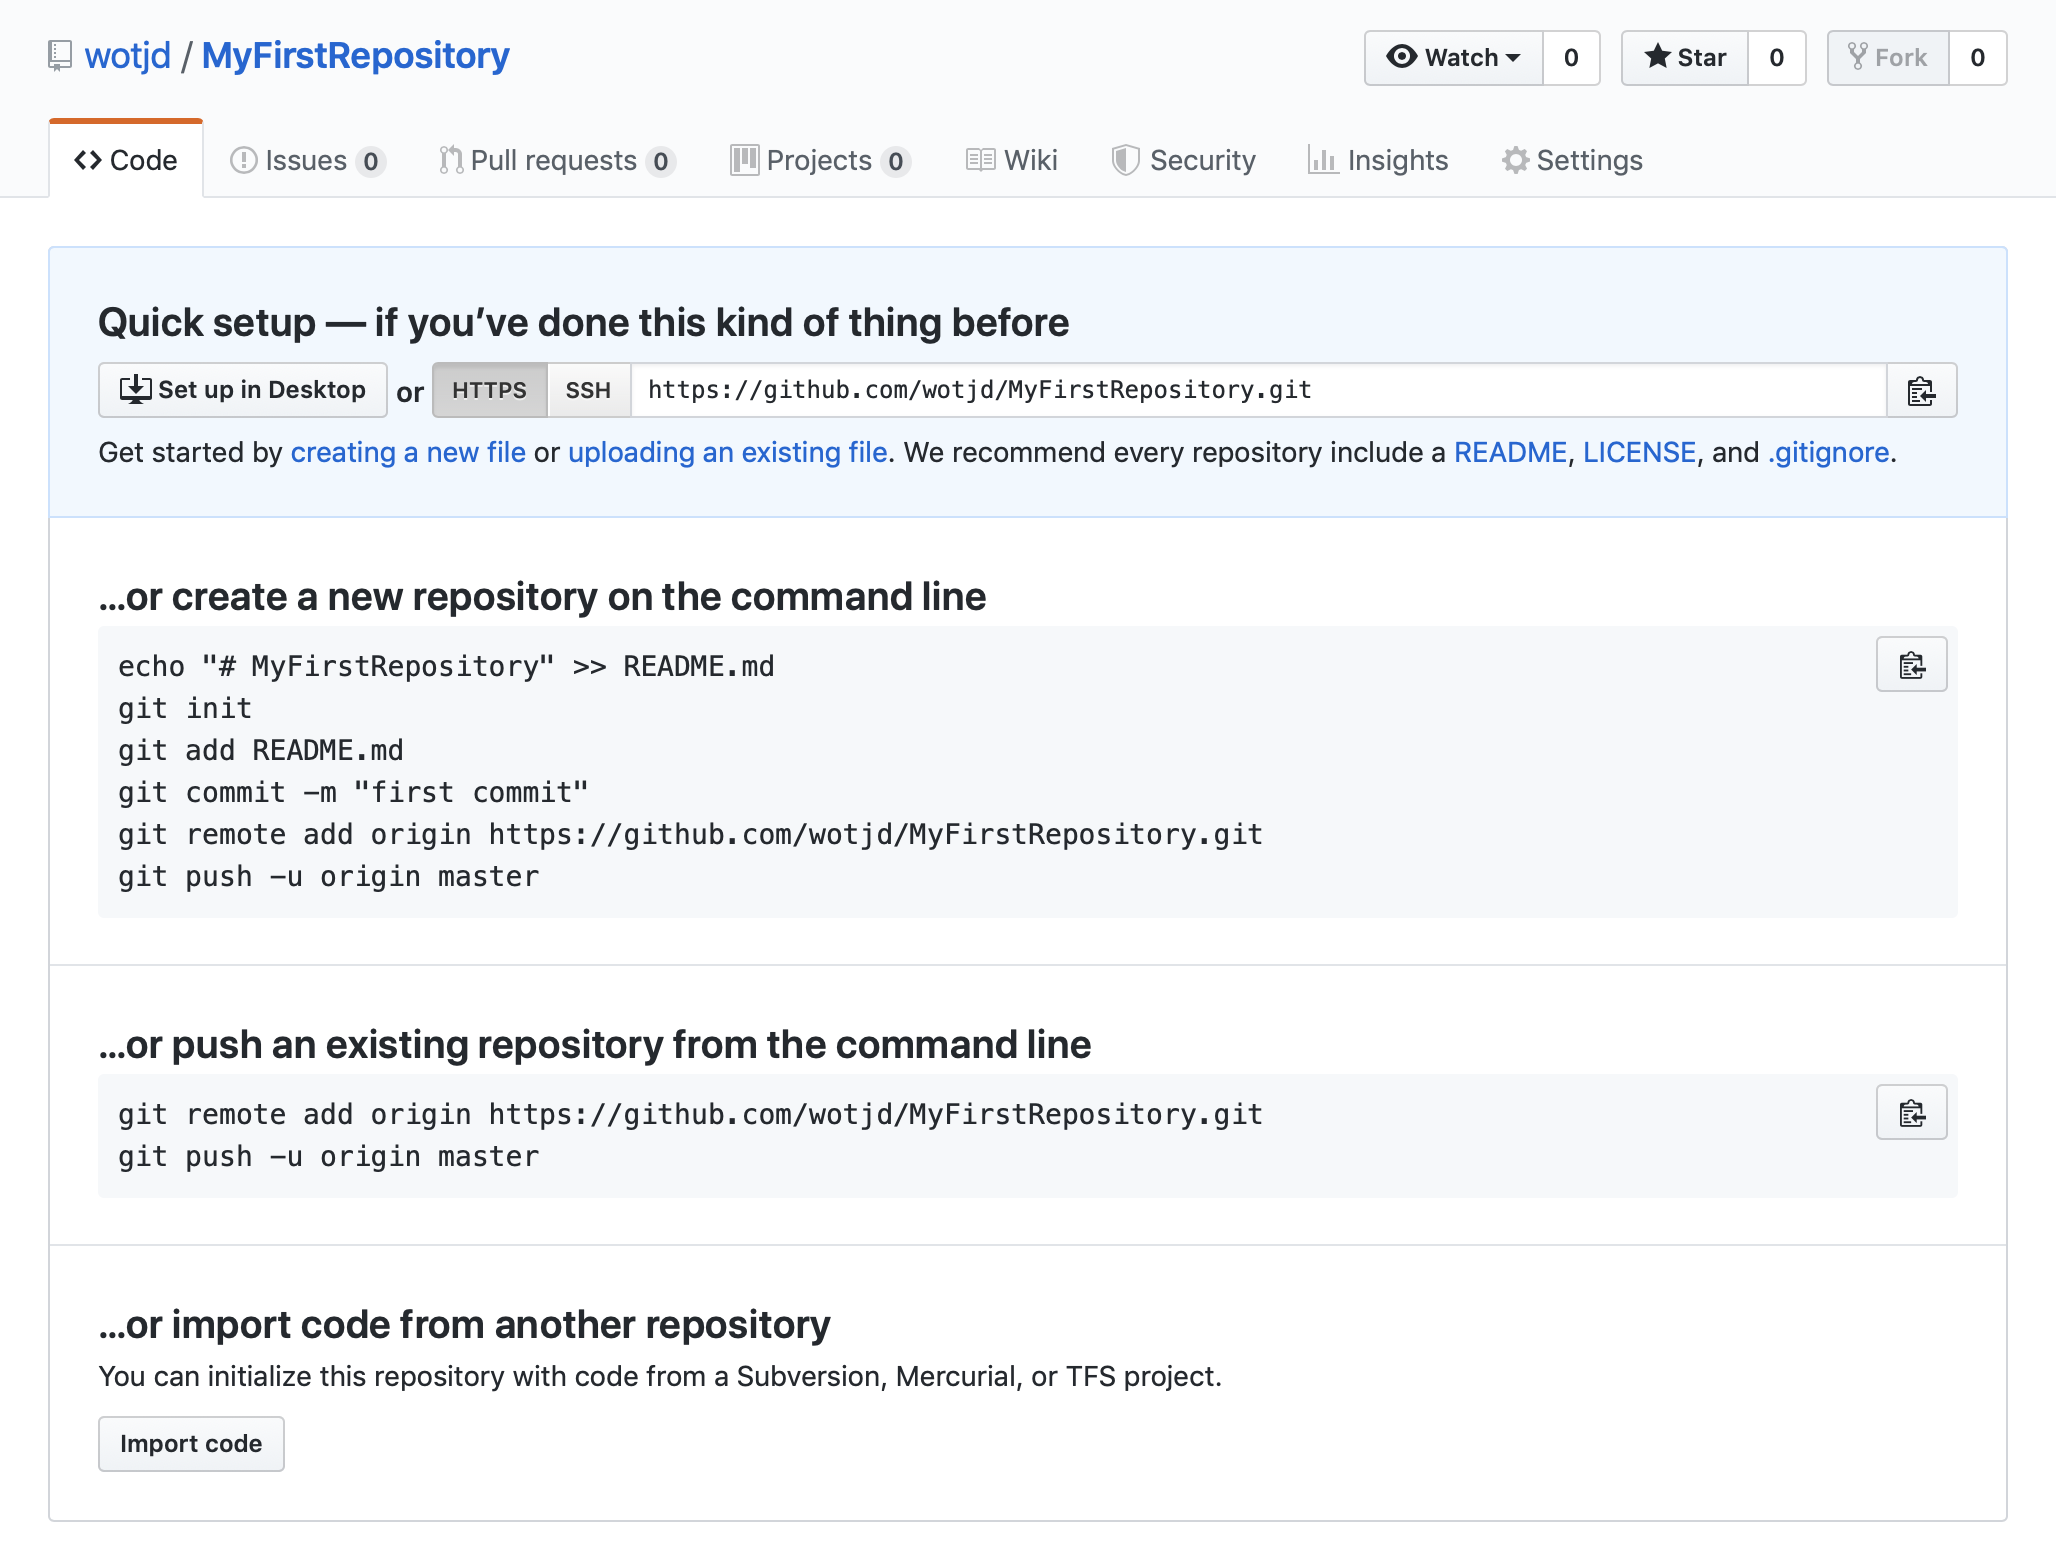 wotjd / MyFirstRepository
Watch 0 Star 0 Fork 0
Code Issues 0 Pull requests 0 Projects 0 Wiki Security Insights Settings
Quick setup — if you’ve done this kind of thing before
Set up in Desktop or HTTPS SSH https://github.com/wotjd/MyFirstRepository.git
Get started by creating a new file or uploading an existing file. We recommend every repository include a README, LICENSE, and .gitignore.
…or create a new repository on the command line
echo "# MyFirstRepository" >> README.md
git init
git add README.md
git commit -m "first commit"
git remote add origin https://github.com/wotjd/MyFirstRepository.git
git push -u origin master
…or push an existing repository from the command line
git remote add origin https://github.com/wotjd/MyFirstRepository.git
git push -u origin master
…or import code from another repository
You can initialize this repository with code from a Subversion, Mercurial, or TFS project.
Import code